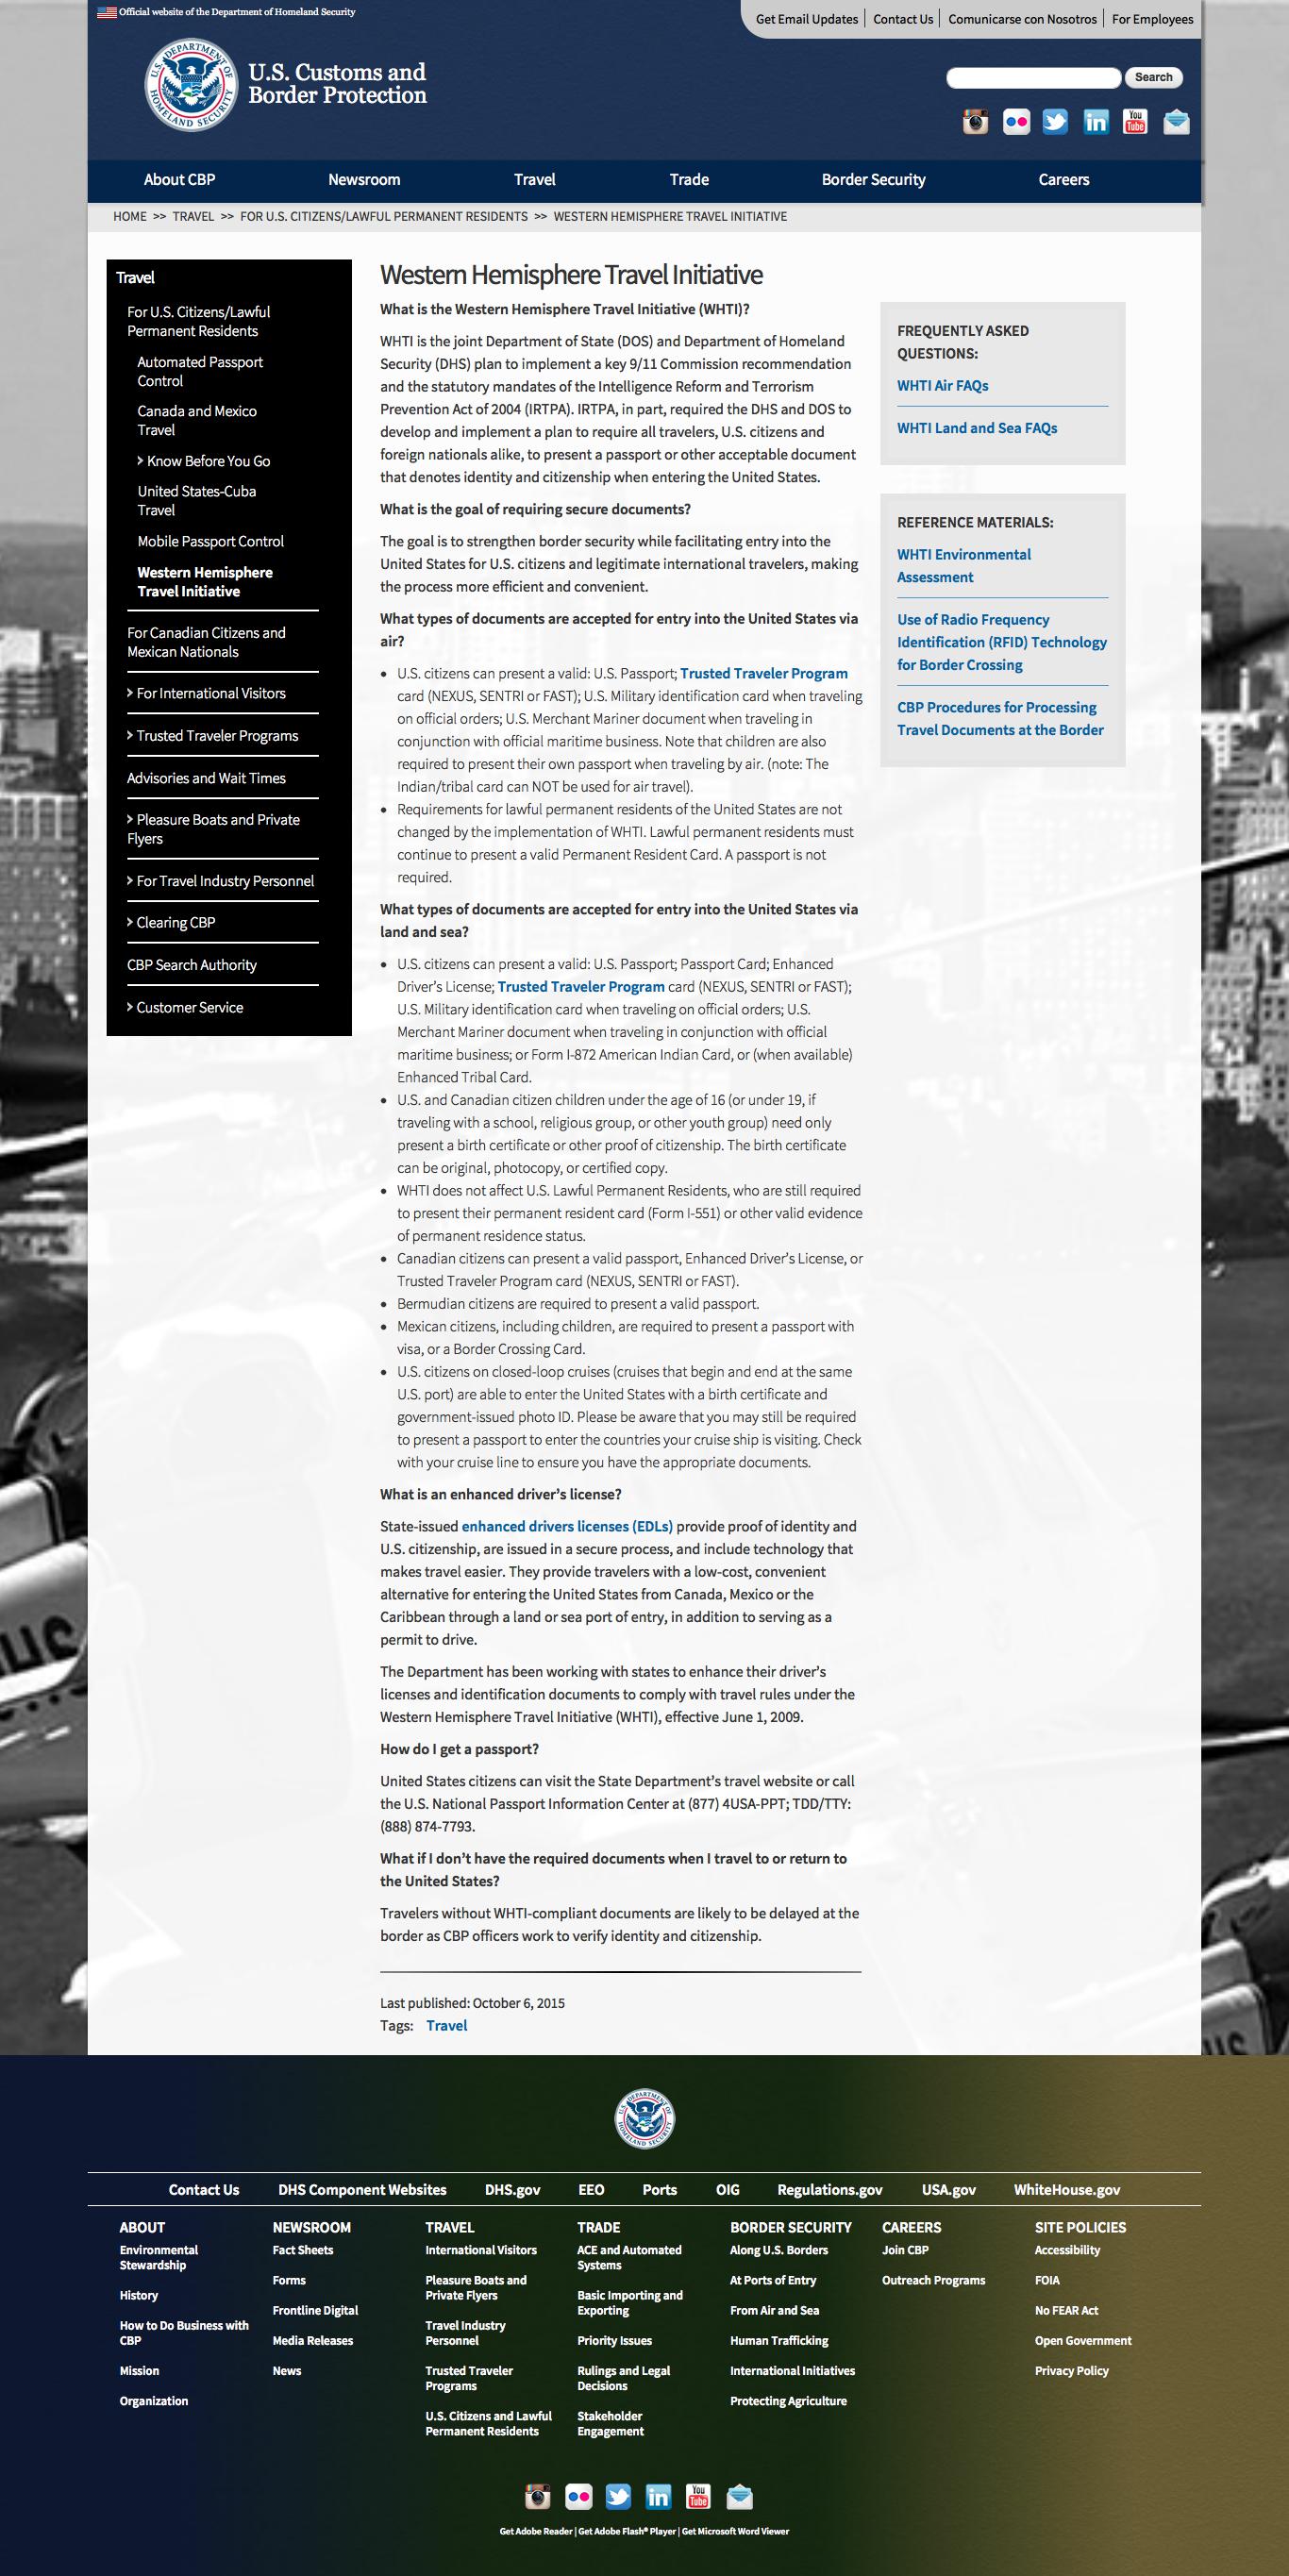 Official website of the Department of Homeland Security
Get Email Updates
Contact Us
Comunicarse con Nosotros
For Employees
U.S. Customs and
Border Protection
Search
About CBP
Newsroom
Travel
Trade
Border Security
Careers
HOME >> TRAVEL >> FOR U.S. CITIZENS/LAWFUL PERMANENT RESIDENTS >> WESTERN HEMISPHERE TRAVEL INITIATIVE
Travel
For U.S. Citizens/Lawful
Permanent Residents
Automated Passport
Control
Canada and Mexico
Travel
Know Before You Go
United States-Cuba
Travel
Mobile Passport Control
Western Hemisphere
Travel Initiative
For Canadian Citizens and
Mexican Nationals
For International Visitors
Trusted Traveler Programs
Advisories and Wait Times
Pleasure Boats and Private
Flyers
For Travel Industry Personnel
Clearing CBP
CBP Search Authority
Customer Service
Western Hemisphere Travel Initiative
What is the Western Hemisphere Travel Initiative (WHTI)?
WHTI is the joint Department of State (DOS) and Department of Homeland
Security (DHS) plan to implement a key 9/11 Commission recommendation
and the statutory mandates of the Intelligence Reform and Terrorism
Prevention Act of 2004 (IRTPA). IRTPA, in part, required the DHS and DOS to
develop and implement a plan to require all travelers, U.S. citizens and
foreign nationals alike, to present a passport or other acceptable document
that denotes identity and citizenship when entering the United States.
What is the goal of requiring secure documents?
The goal is to strengthen border security while facilitating entry into the
United States for U.S. citizens and legitimate international travelers, making
the process more efficient and convenient.
What types of documents are accepted for entry into the United States via
air?
U.S. citizens can present a valid: U.S. Passport; Trusted Traveler Program
card (NEXUS, SENTRI or FAST); U.S. Military identification card when traveling
on official orders; U.S. Merchant Mariner document when traveling in
conjunction with official maritime business. Note that children are also
required to present their own passport when traveling by air. (note: The
Indian/tribal card can NOT be used for air travel).
Requirements for lawful permanent residents of the United States are not
changed by the implementation of WHTI. Lawful permanent residents must
continue to present a valid Permanent Resident Card. A passport is not
required.
What types of documents are accepted for entry into the United States via
land and sea?
U.S. citizens can present a valid: U.S. Passport; Passport Card; Enhanced
Driver's License; Trusted Traveler Program card (NEXUS, SENTRI or FAST);
U.S. Military identification card when traveling on official orders; U.S.
Merchant Mariner document when traveling in conjunction with official
maritime business; or Form I-872 American Indian Card, or (when available)
Enhanced Tribal Card.
U.S. and Canadian citizen children under the age of 16 (or under 19, if
traveling with a school, religious group, or other youth group) need only
present a birth certificate or other proof of citizenship. The birth certificate
can be original, photocopy, or certified copy.
WHTI does not affect U.S. Lawful Permanent Residents, who are still required
to present their permanent resident card (Form I-551) or other valid evidence
of permanent residence status.
Canadian citizens can present a valid passport, Enhanced Driver's License, or
Trusted Traveler Program card (NEXUS, SENTRI or FAST).
Bermudian citizens are required to present a valid passport.
Mexican citizens, including children, are required to present a passport with
visa, or a Border Crossing Card.
U.S. citizens on closed-loop cruises (cruises that begin and end at the same
U.S. port) are able to enter the United States with a birth certificate and
government-issued photo ID. Please be aware that you may still be required
to present a passport to enter the countries your cruise ship is visiting. Check
with your cruise line to ensure you have the appropriate documents.
What is an enhanced driver's license?
State-issued enhanced drivers licenses (EDLs) provide proof of identity and
U.S. citizenship, are issued in a secure process, and include technology that
makes travel easier. They provide travelers with a low-cost, convenient
alternative for entering the United States from Canada, Mexico or the
Caribbean through a land or sea port of entry, in addition to serving as a
permit to drive.
The Department has been working with states to enhance their driver's
licenses and identification documents to comply with travel rules under the
Western Hemisphere Travel Initiative (WHTI), effective June 1, 2009.
How do I get a passport?
United States citizens can visit the State Department's travel website or call
the U.S. National Passport Information Center at (877) 4USA-PPT; TDD/TTY:
(888) 874-7793.
What if I don't have the required documents when I travel to or return to
the United States?
Travelers without WHTI-compliant documents are likely to be delayed at the
border as CBP officers work to verify identity and citizenship.
Last published: October 6, 2015
Tags: Travel
FREQUENTLY ASKED
QUESTIONS:
WHTI Air FAQs
WHTI Land and Sea FAQs
REFERENCE MATERIALS:
WHTI Environmental
Assessment
Use of Radio Frequency
Identification (RFID) Technology
for Border Crossing
CBP Procedures for Processing
Travel Documents at the Border
Contact Us
DHS Component Websites
DHS.gov
EEO
Ports
OIG
Regulations.gov
USA.gov
WhiteHouse.gov
ABOUT
Environmental
Stewardship
History
How to Do Business with
CBP
Mission
Organization
NEWSROOM
Fact Sheets
Forms
Frontline Digital
Media Releases
News
TRAVEL
International Visitors
Pleasure Boats and
Private Flyers
Travel Industry
Personnel
Trusted Traveler
Programs
U.S. Citizens and Lawful
Permanent Residents
TRADE
ACE and Automated
Systems
Basic Importing and
Exporting
Priority Issues
Rulings and Legal
Decisions
Stakeholder
Engagement
BORDER SECURITY
Along U.S. Borders
At Ports of Entry
From Air and Sea
Human Trafficking
International Initiatives
Protecting Agriculture
CAREERS
Join CBP
Outreach Programs
SITE POLICIES
Accessibility
FOIA
No FEAR Act
Open Government
Privacy Policy
Get Adobe Reader | Get Adobe Flash® Player | Get Microsoft Word Viewer